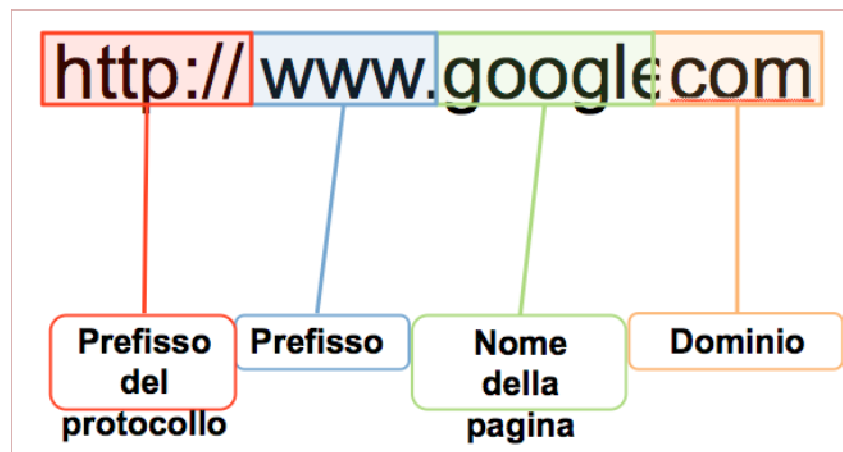 http:// www.google com
Prefisso del protocollo
Prefisso
Nome della pagina
Dominio